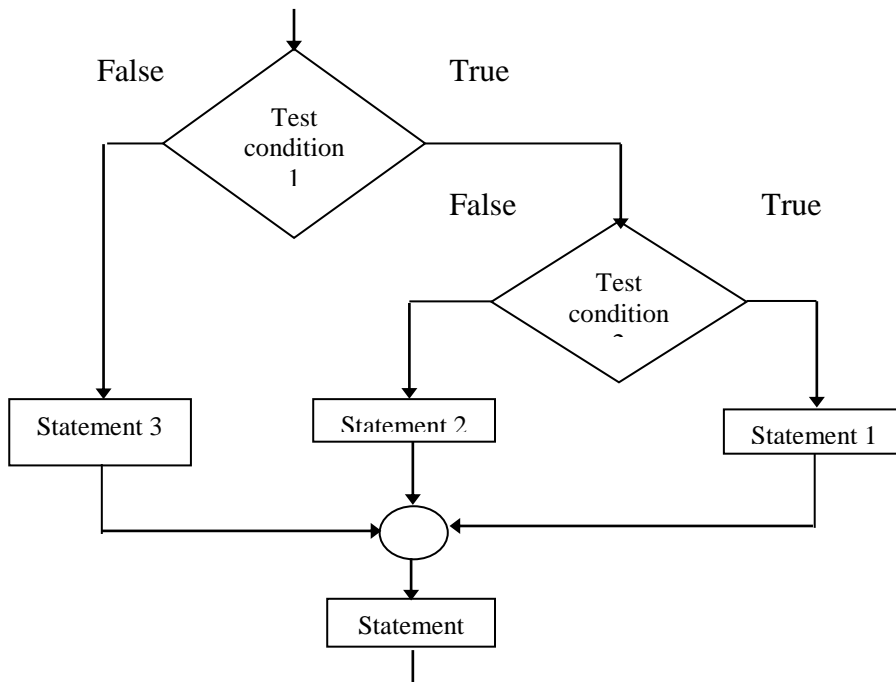 False
True
Test
condition
1
False
True
Test
condition
Statement 3
Statement 2
Statement 1
Statement